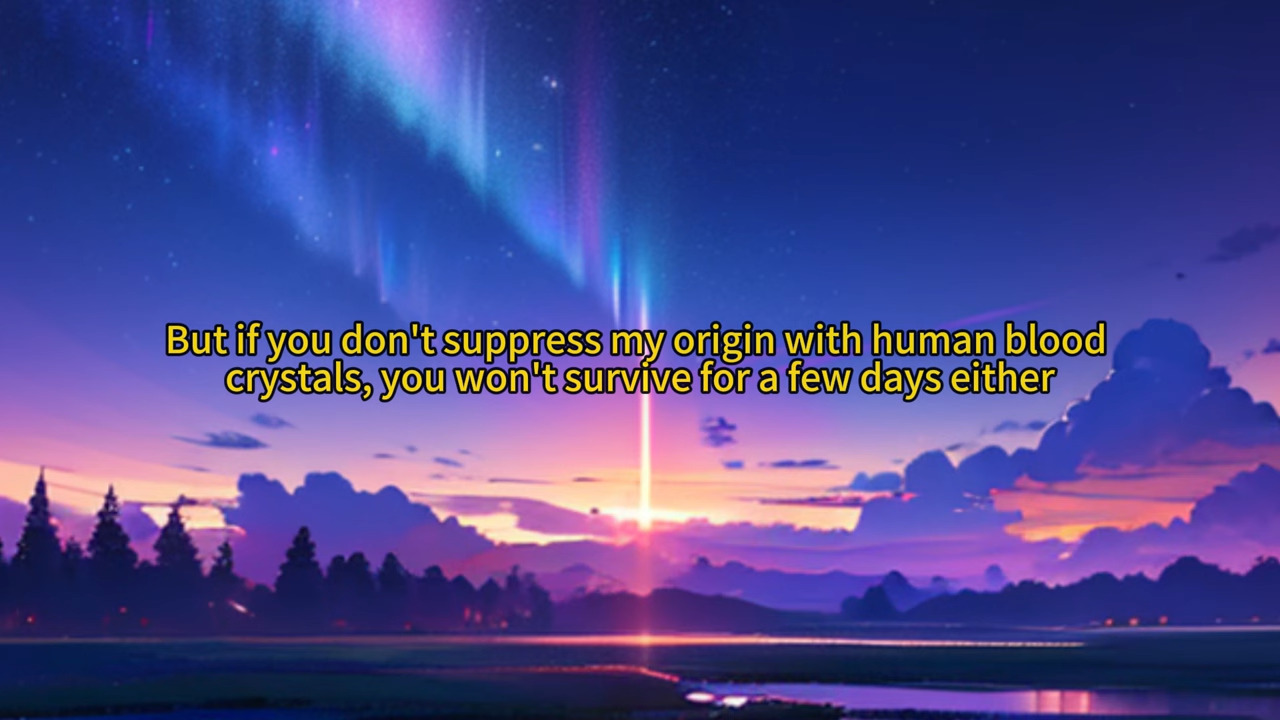 But if you don't suppress my origin with human blood
crystals, you won't survive for a few days either